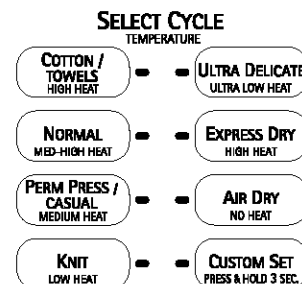 SELECT CYCLE
TEMPERATURE
COTTON /
TOWELS
HIGH HEAT
ULTRA DELICATE
ULTRA LOW HEAT
NORMAL
MED-HIGH HEAT
EXPRESS DRY
HIGH HEAT
PERM PRESS /
CASUAL
MEDIUM HEAT
AIR DRY
NO HEAT
KNIT
LOW HEAT
CUSTOM SET
PRESS & HOLD 3 SEC.